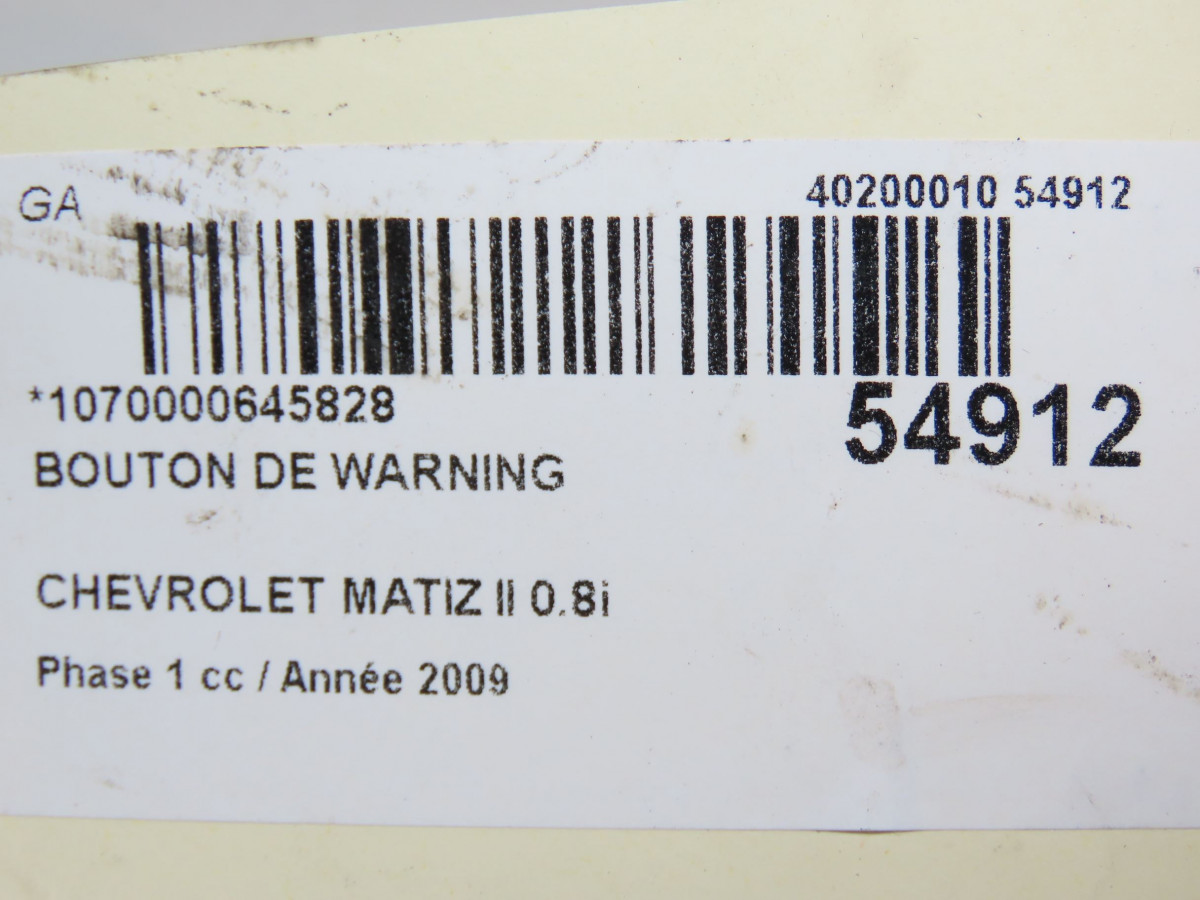 GA
40200010 54912
*1070000645828
54912
BOUTON DE WARNING
CHEVROLET MATIZ II 0.8i
Phase 1 cc / Année 2009